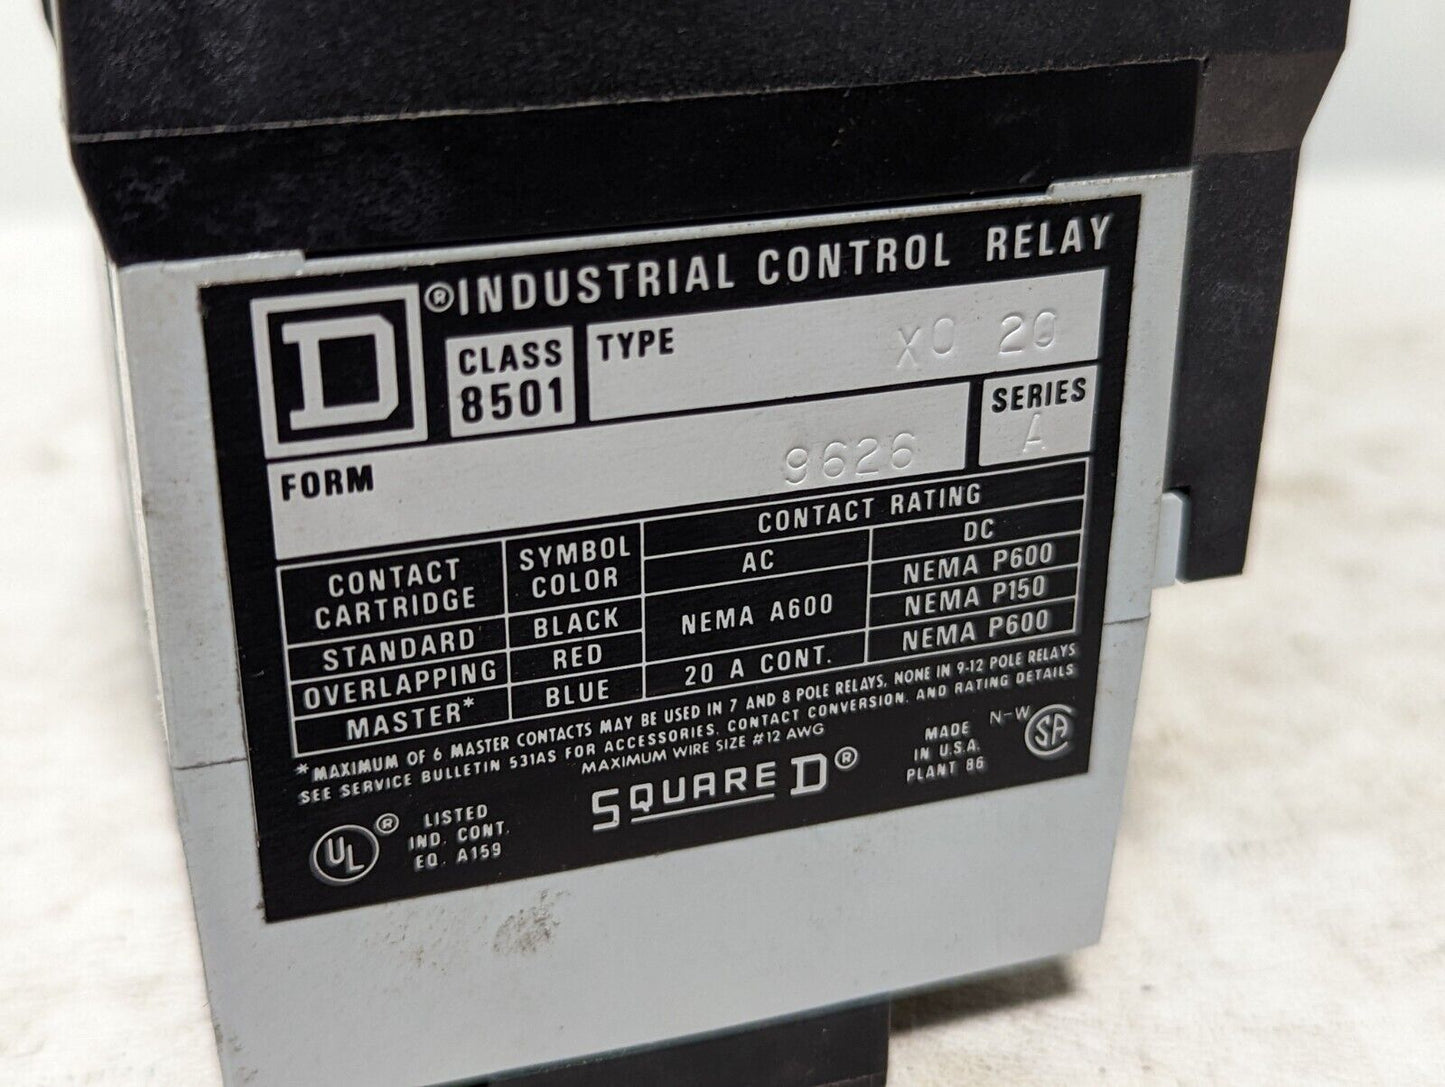 D ® INDUSTRIAL CONTROL RELAY
CLASS 8501
TYPE XO 20
FORM 9626
SERIES A
CONTACT CARTRIDGE
SYMBOL COLOR
CONTACT RATING
AC
DC
STANDARD BLACK NEMA A600 NEMA P600
OVERLAPPING RED NEMA P150
MASTER* BLUE 20 A CONT. NEMA P600
*MAXIMUM OF 6 MASTER CONTACTS MAY BE USED IN 7 AND 8 POLE RELAYS, NONE IN 9-12 POLE RELAYS
SEE SERVICE BULLETIN 531AS FOR ACCESSORIES, CONTACT CONVERSION, AND RATING DETAILS
MAXIMUM WIRE SIZE #12 AWG
UL ® LISTED
IND. CONT.
EQ. A159
SQUARE D ®
MADE
IN U.S.A.
PLANT 86
N-W SA